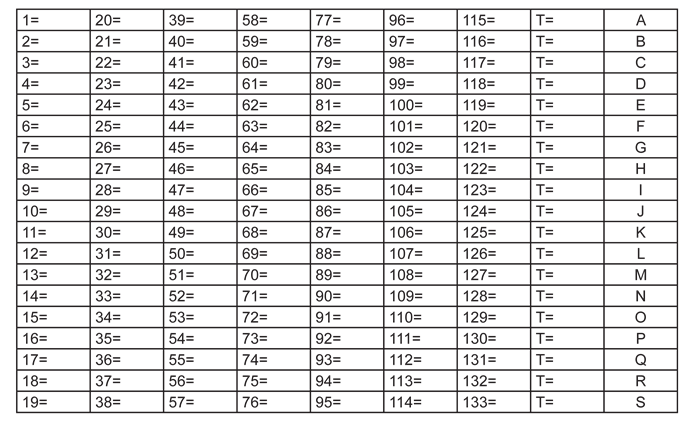 1= 20= 39= 58= 77= 96= 115= T= A
2= 21= 40= 59= 78= 97= 116= T= B
3= 22= 41= 60= 79= 98= 117= T= C
4= 23= 42= 61= 80= 99= 118= T= D
5= 24= 43= 62= 81= 100= 119= T= E
6= 25= 44= 63= 82= 101= 120= T= F
7= 26= 45= 64= 83= 102= 121= T= G
8= 27= 46= 65= 84= 103= 122= T= H
9= 28= 47= 66= 85= 104= 123= T= I
10= 29= 48= 67= 86= 105= 124= T= J
11= 30= 49= 68= 87= 106= 125= T= K
12= 31= 50= 69= 88= 107= 126= T= L
13= 32= 51= 70= 89= 108= 127= T= M
14= 33= 52= 71= 90= 109= 128= T= N
15= 34= 53= 72= 91= 110= 129= T= O
16= 35= 54= 73= 92= 111= 130= T= P
17= 36= 55= 74= 93= 112= 131= T= Q
18= 37= 56= 75= 94= 113= 132= T= R
19= 38= 57= 76= 95= 114= 133= T= S